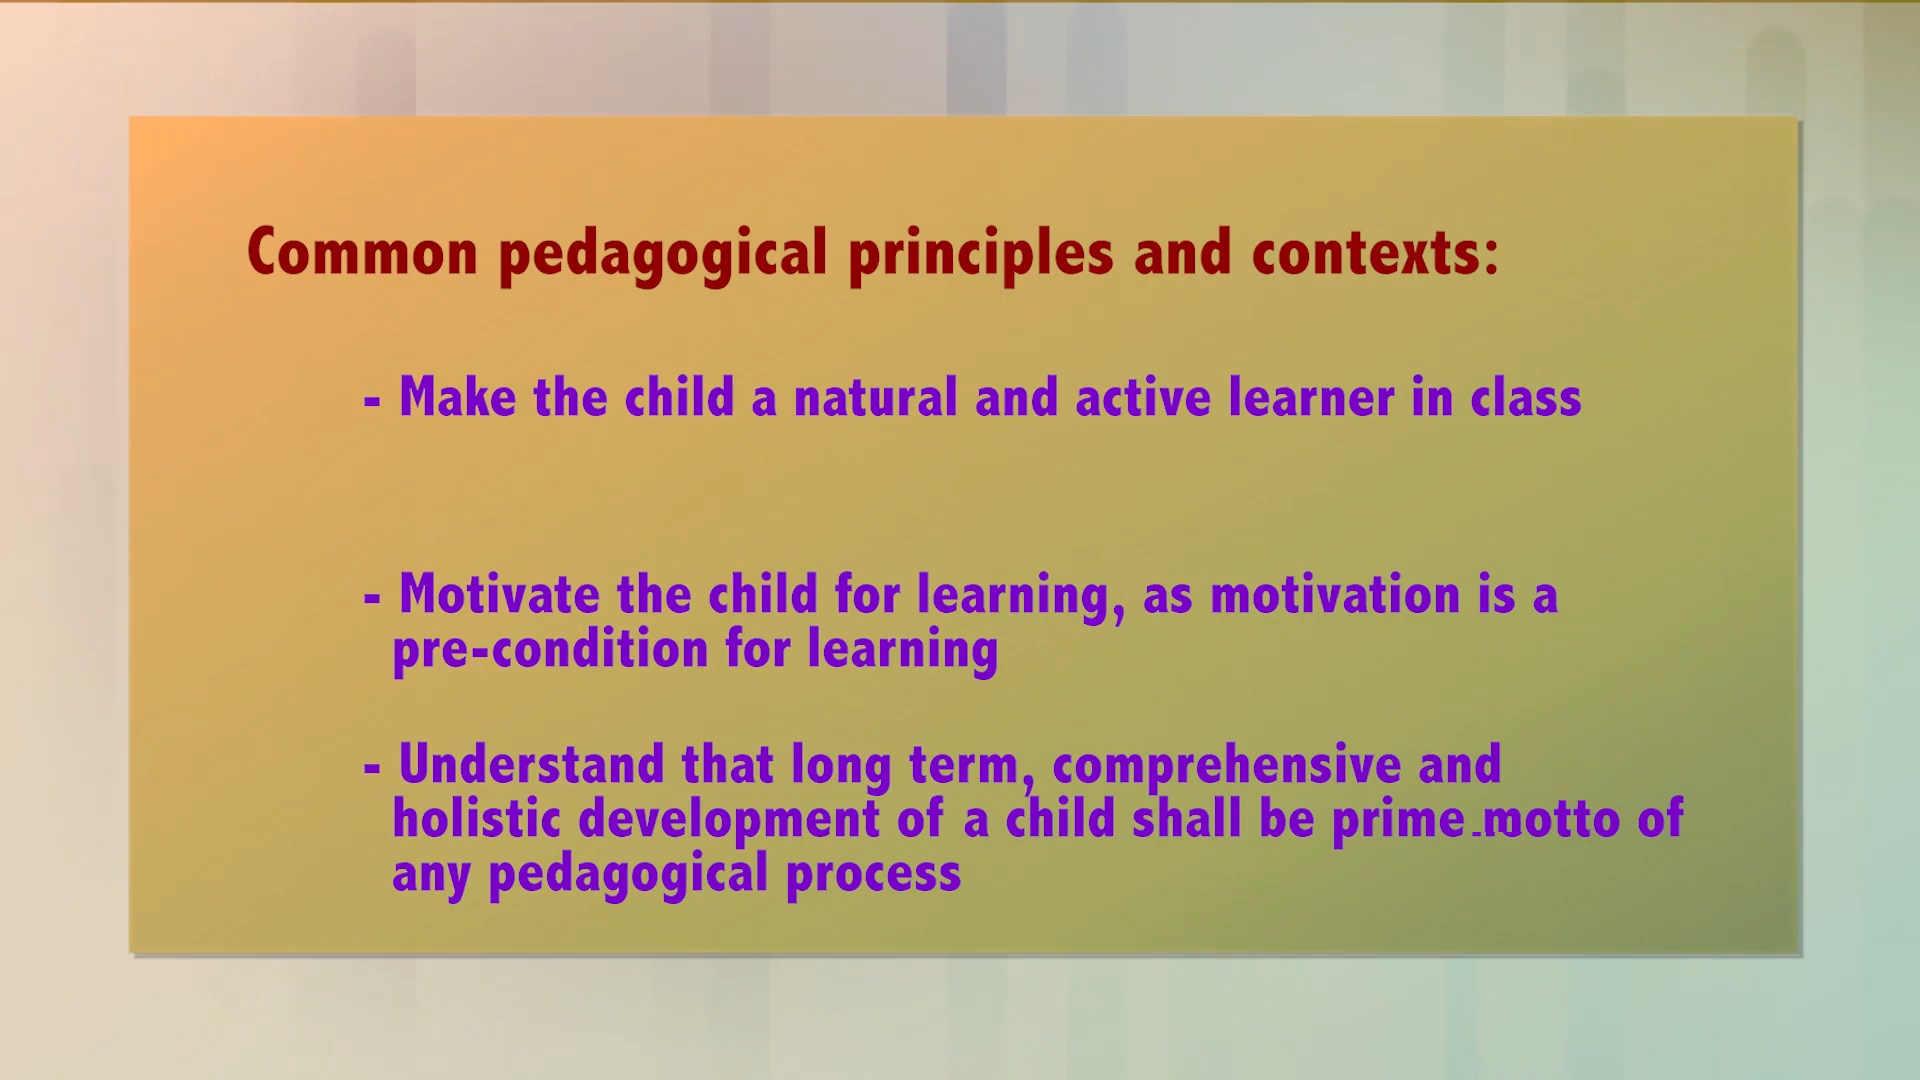 Common pedagogical principles and contexts:
- Make the child a natural and active learner in class
- Motivate the child for learning, as motivation is a
pre-condition for learning
- Understand that long term, comprehensive and
holistic development of a child shall be prime motto of
any pedagogical process